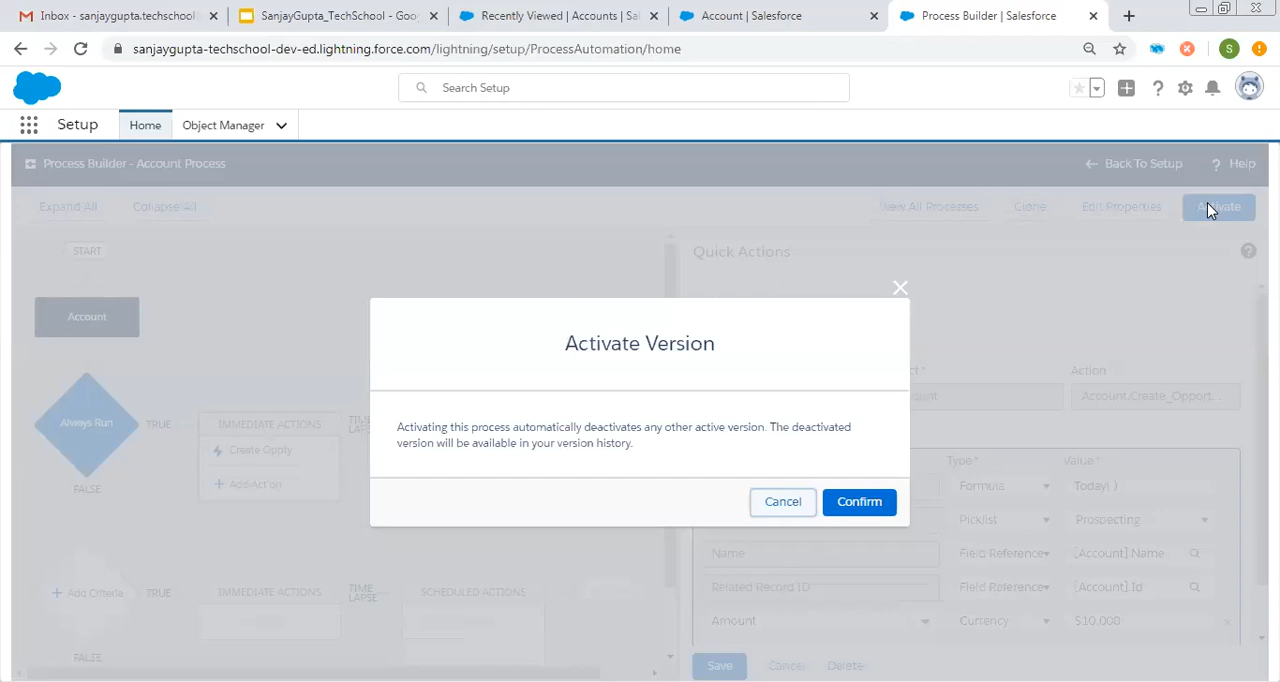 Inbox - sanjaygupta.techschool
SanjayGupta_TechSchool - Goo
Recently Viewed | Accounts | Sal
Account | Salesforce
Process Builder | Salesforce
sanjaygupta-techschool-dev-ed.lightning.force.com/lightning/setup/ProcessAutomation/home
S
Search Setup
Setup
Home
Object Manager
Process Builder - Account Process
Back To Setup
Help
Expand All
Collapse All
View All Processes
Clone
Edit Properties
Activate
START
Quick Actions
Account
Activate Version
Action
Account.Create_Opport...
Always Run
TRUE
IMMEDIATE ACTIONS
TIME
LAPSE
Activating this process automatically deactivates any other active version. The deactivated
version will be available in your version history.
Create Oppty
+ Add Action
FALSE
Type*
Value*
Formula
Today( )
Cancel
Confirm
Picklist
Prospecting
Name
Field Reference
[Account].Name
Related Record ID
Field Reference
[Account].Id
+ Add Criteria
TRUE
IMMEDIATE ACTIONS
TIME
LAPSE
SCHEDULED ACTIONS
Amount
Currency
$10,000
FALSE
Save
Cancel
Delete